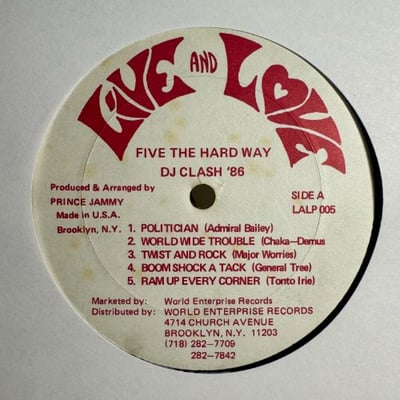 LIVE AND LOVE
FIVE THE HARD WAY
DJ CLASH '86
Produced & Arranged by
PRINCE JAMMY
Made in U.S.A.
Brooklyn, N.Y.
SIDE A
LALP 005
1. POLITICIAN (Admiral Bailey)
2. WORLD WIDE TROUBLE (Chaka—Demus
3. TWIST AND ROCK (Major Worries)
4. BOOM SHOCK A TACK (General Tree)
5. RAM UP EVERY CORNER (Tonto Irie)
Marketed by: World Enterprise Records
Distributed by: WORLD ENTERPRISE RECORDS
4714 CHURCH AVENUE
BROOKLYN, N.Y. 11203
(718) 282-7709
282-7842